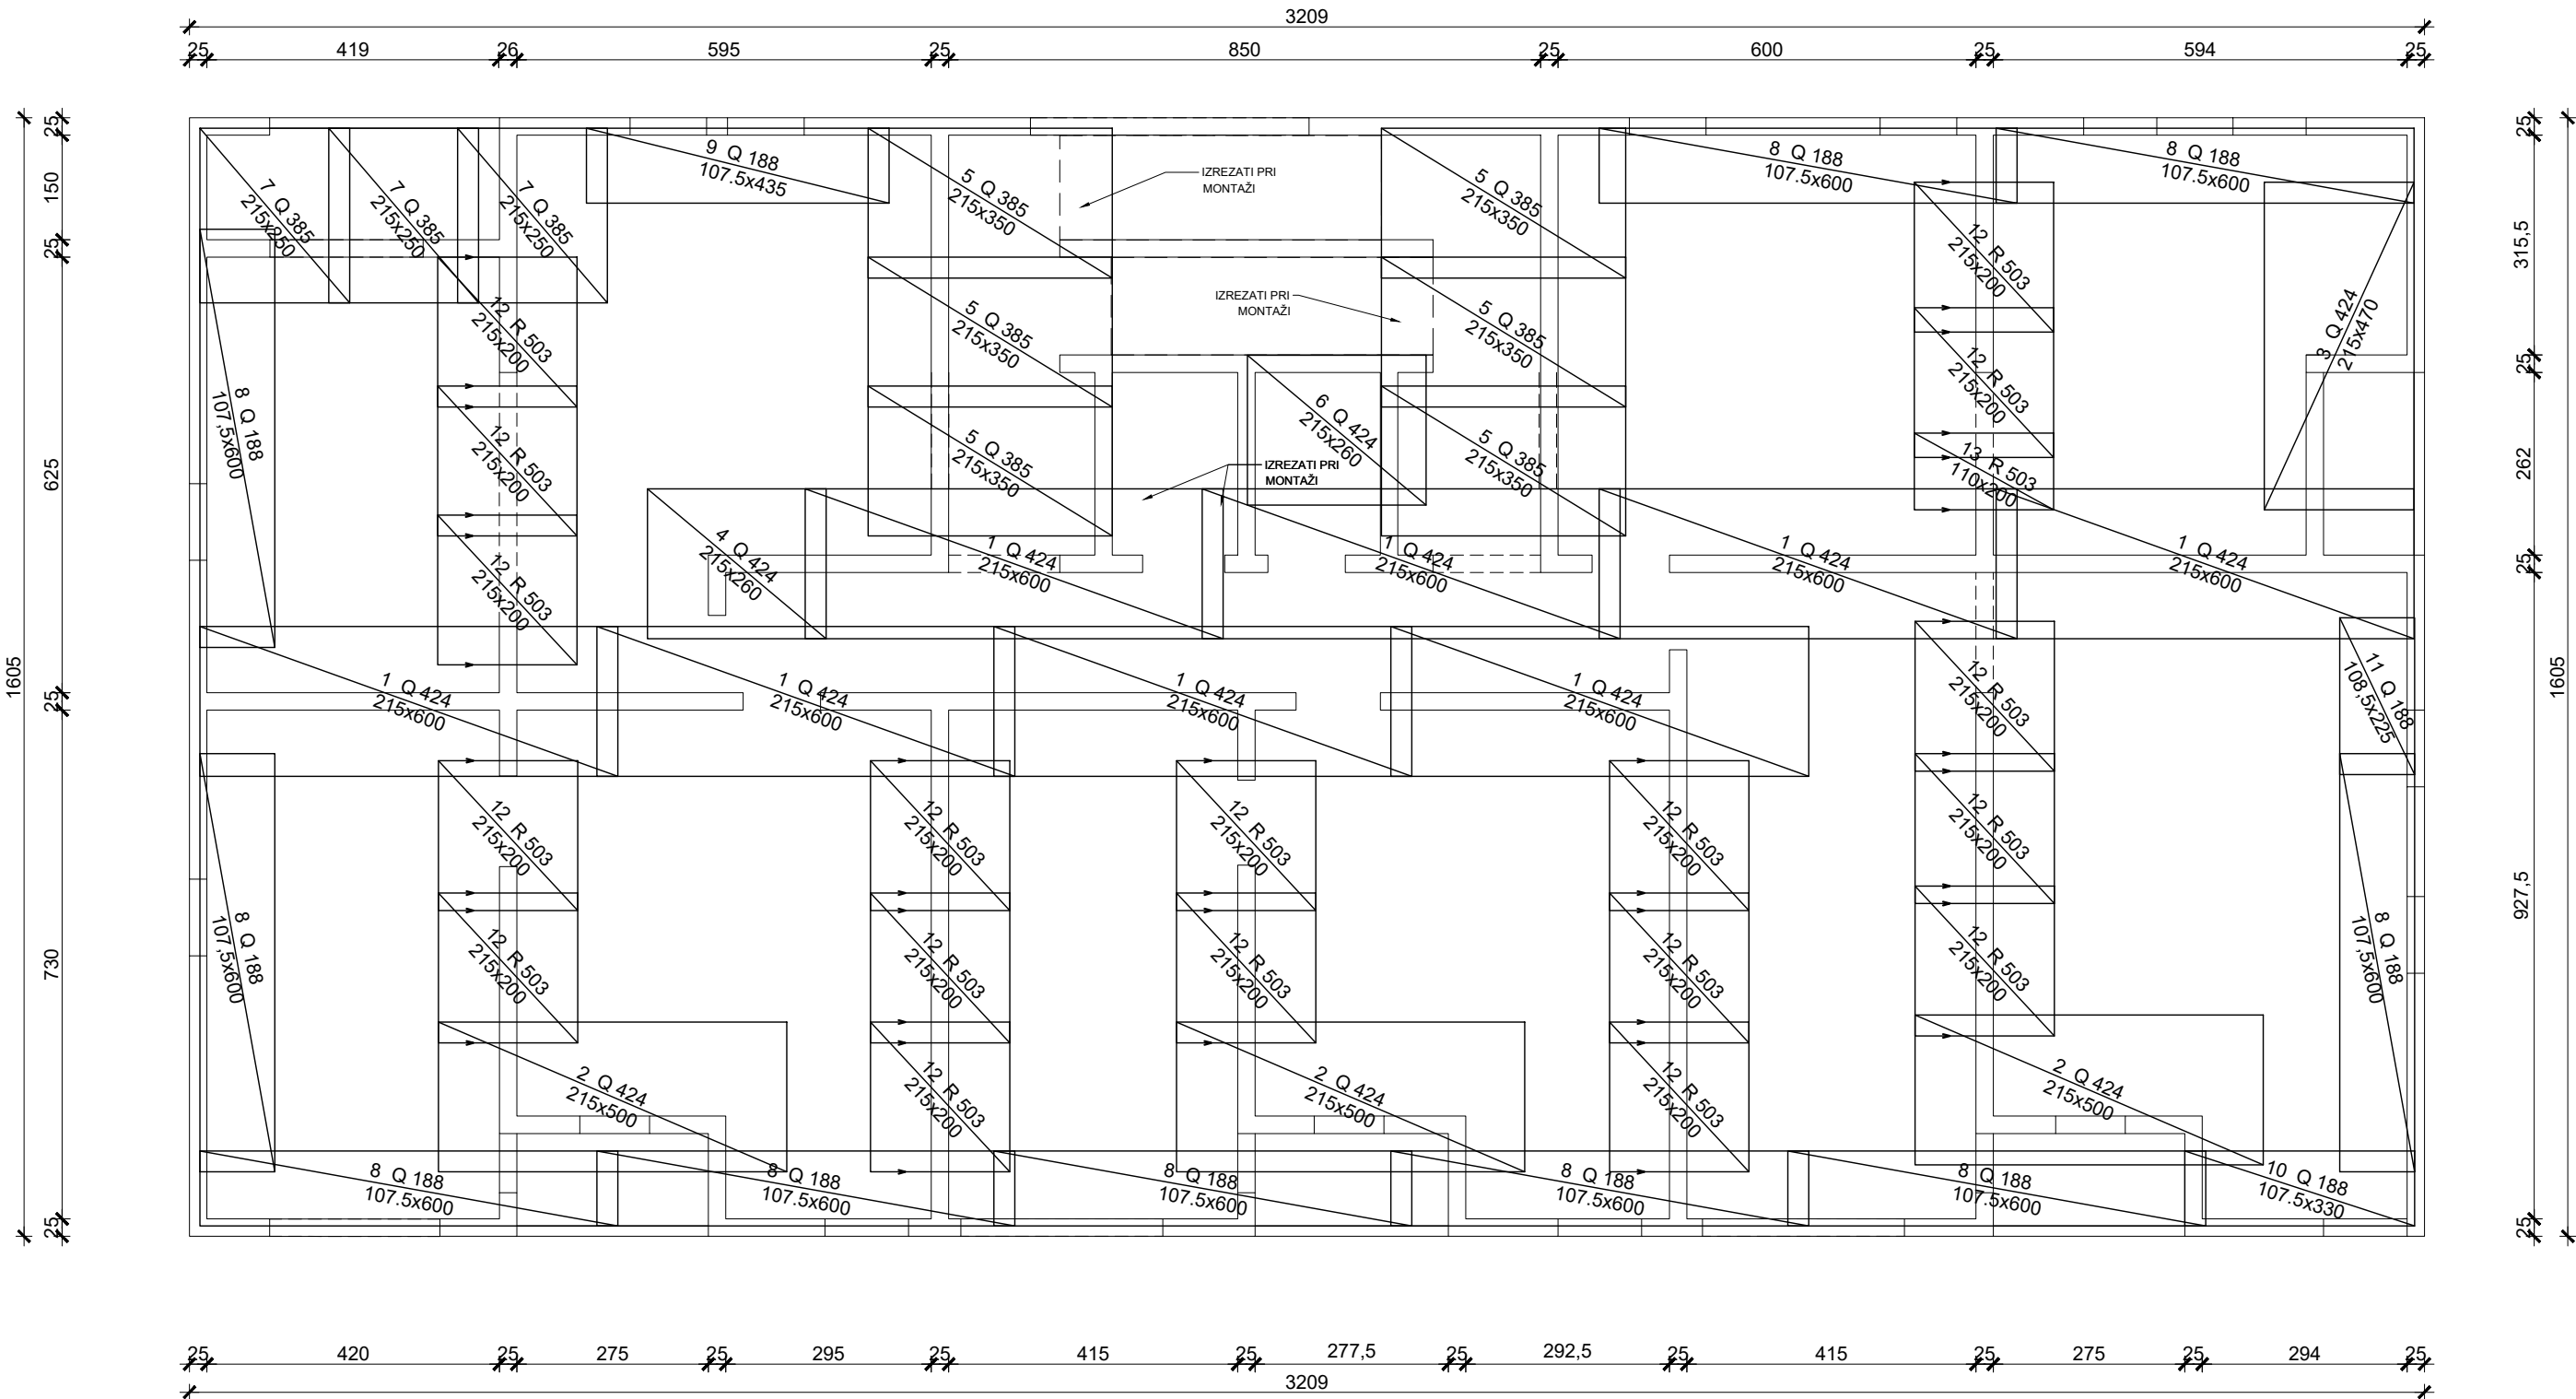 3209
25 419 26 595 25 850 25 600 25 594 25
1605
25
150
25
625
25
730
25
7 Q 385
215x250
7 Q 385
215x250
7 Q 385
215x250
9 Q 188
107.5x435
5 Q 385
215x350
IZREZATI PRI
MONTAŽI
5 Q 385
215x350
8 Q 188
107.5x600
8 Q 188
107.5x600
12 R 503
215x200
3 Q 424
215x470
8 Q 188
107,5x600
12 R 503
215x200
5 Q 385
215x350
IZREZATI PRI
MONTAŽI
5 Q 385
215x350
12 R 503
215x200
12 R 503
215x200
5 Q 385
215x350
6 Q 424
215x260
IZREZATI PRI
MONTAŽI
5 Q 385
215x350
13 R 503
110x200
12 R 503
215x200
4 Q 424
215x260
1 Q 424
215x600
1 Q 424
215x600
1 Q 424
215x600
1 Q 424
215x600
1 Q 424
215x600
1 Q 424
215x600
1 Q 424
215x600
1 Q 424
215x600
12 R 503
215x200
11 Q 188
108,5x225
12 R 503
215x200
12 R 503
215x200
12 R 503
215x200
12 R 503
215x200
12 R 503
215x200
8 Q 188
107,5x600
12 R 503
215x200
12 R 503
215x200
12 R 503
215x200
12 R 503
215x200
12 R 503
215x200
8 Q 188
107,5x600
2 Q 424
215x500
12 R 503
215x200
2 Q 424
215x500
12 R 503
215x200
2 Q 424
215x500
8 Q 188
107.5x600
8 Q 188
107.5x600
8 Q 188
107.5x600
8 Q 188
107.5x600
8 Q 188
107.5x600
10 Q 188
107.5x330
25
315,5
25
262
25
927,5
25
1605
25 420 25 275 25 295 25 415 25 277,5 25 292,5 25 415 25 275 25 294 25
3209